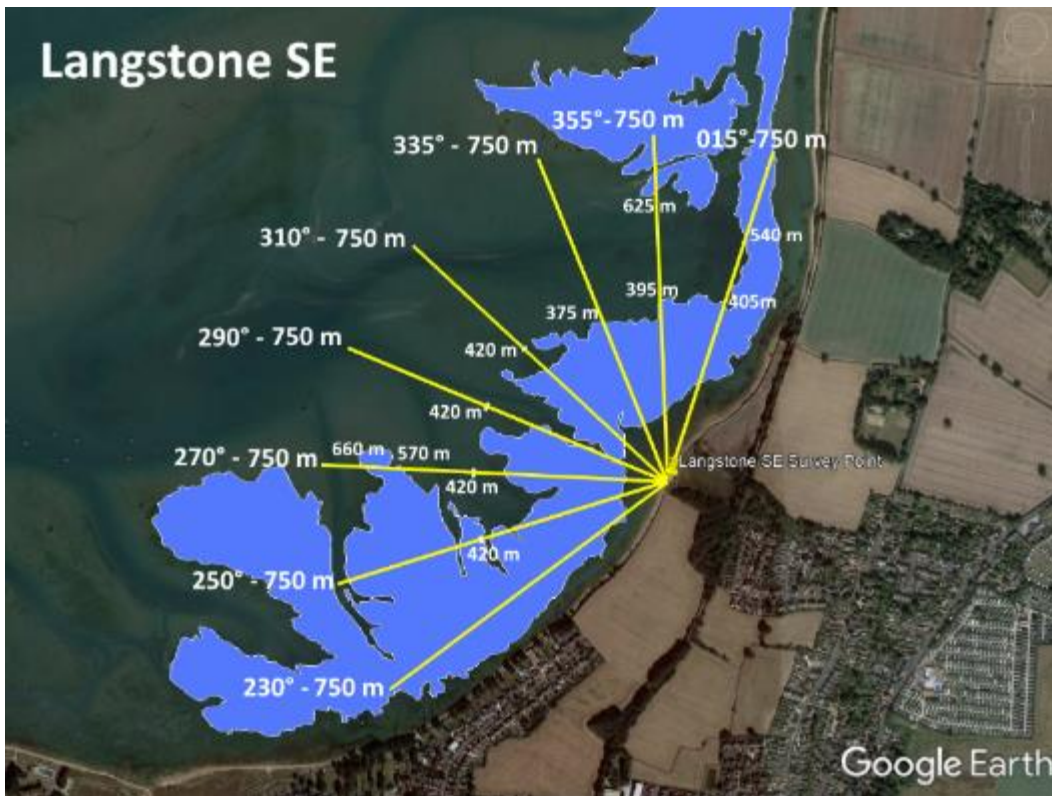 Langstone SE
355°-750 m
335° - 750 m
015°-750 m
625 m
310° - 750 m
540 m
395 m
405m
375 m
290° - 750 m
420 m
420 m
660 m
570 m
270° - 750 m
420 m
Langstone SE Survey Point
420 m
250° - 750 m
230° - 750 m
Google Earth